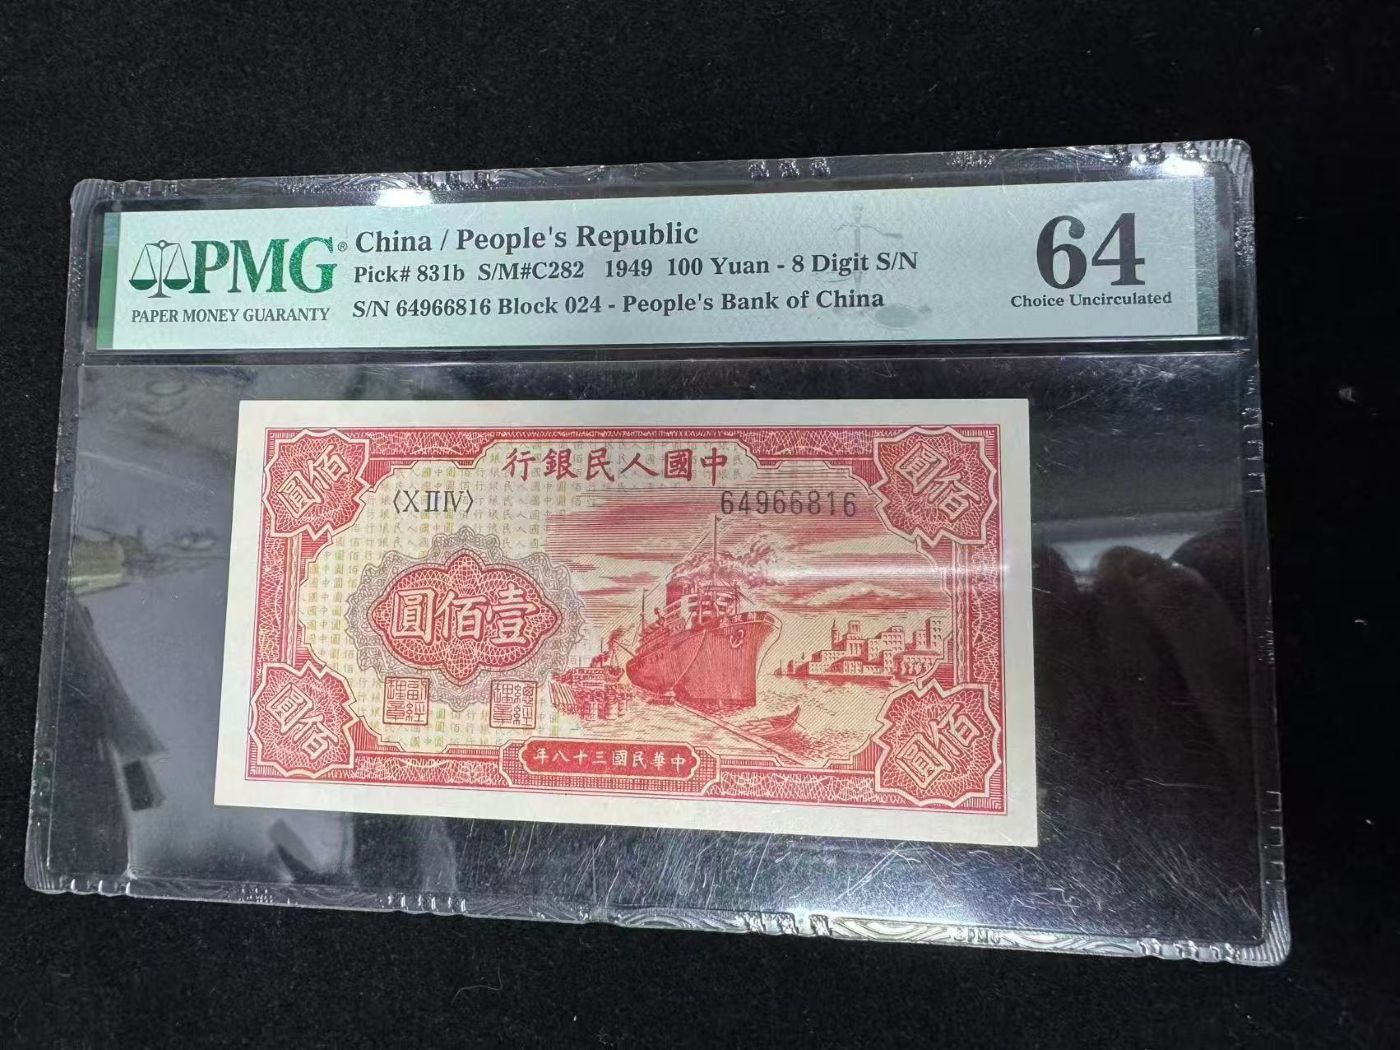 PMG®
PAPER MONEY GUARANTY
China / People's Republic
Pick# 831b S/M#C282 1949 100 Yuan - 8 Digit S/N
S/N 64966816 Block 024 - People's Bank of China
64
Choice Uncirculated
行銀民人國中
〈X II IV〉
64966816
圓佰
圓佰
圓佰壹
圓佰
圓佰
年八十三國民華中
PMG